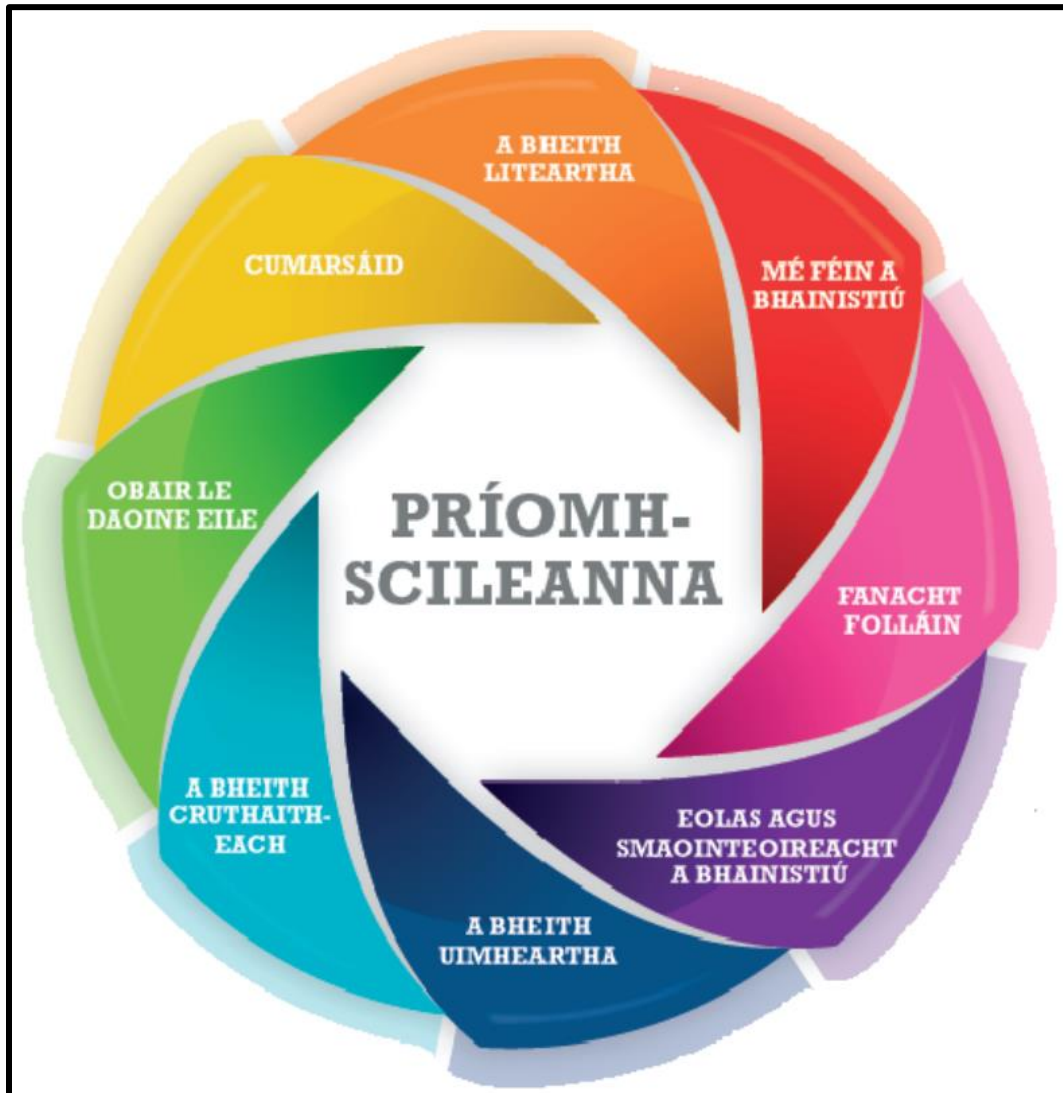 A BHEITH
LITEARTHA
MÉ FÉIN A
BHAINISTIÚ
FANACHT
FOLLÁIN
EOLAS AGUS
SMAOINTEOIREACHT
A BHAINISTIÚ
A BHEITH
UIMHEARTHA
A BHEITH
CRUTHAITH-
EACH
OBAIR LE
DAOINE EILE
CUMARSÁID
PRÍOMH-
SCILEANNA